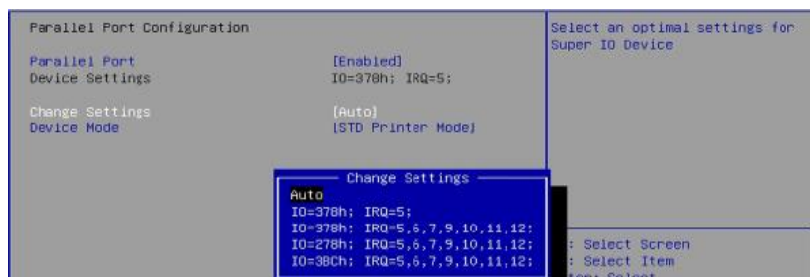 Parallel Port Configuration
Select an optimal settings for
Super IO Device
Parallel Port [Enabled]
Device Settings IO=378h; IRQ=5;
Change Settings [Auto]
Device Mode [STD Printer Mode]
Change Settings
Auto
IO=378h; IRQ=5;
IO=378h; IRQ=5,6,7,9,10,11,12;
IO=278h; IRQ=5,6,7,9,10,11,12;
IO=3BCh; IRQ=5,6,7,9,10,11,12;
: Select Screen
: Select Item
: Select